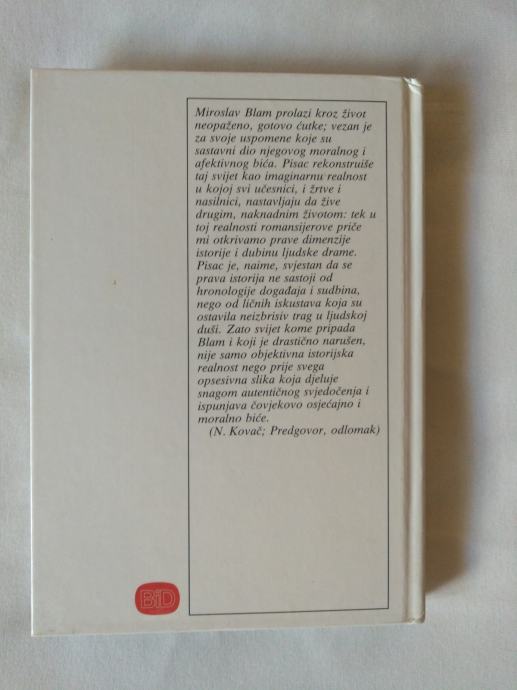 Miroslav Blam prolazi kroz život
neopaženo, gotovo ćutke; vezan je
za svoje uspomene koje su
sastavni dio njegovog moralnog i
afektivnog bića. Pisac rekonstruiše
taj svijet kao imaginarnu realnost
u kojoj svi učesnici, i žrtve i
nasilnici, nastavljaju da žive
drugim, naknadnim životom: tek u
toj realnosti romansijerove priče
mi otkrivamo prave dimenzije
istorije i dubinu ljudske drame.
Pisac je, naime, svjestan da se
prava istorija ne sastoji od
hronologije događaja i sudbina,
nego od ličnih iskustava koja su
ostavila neizbrisiv trag u ljudskoj
duši. Zato svijet kome pripada
Blam i koji je drastično narušen,
nije samo objektivna istorijska
realnost nego prije svega
opsesivna slika koja djeluje
snagom autentičnog svjedočenja i
ispunjava čovjekovo osjećajno i
moralno biće.
(N. Kovač; Predgovor, odlomak)
BiD